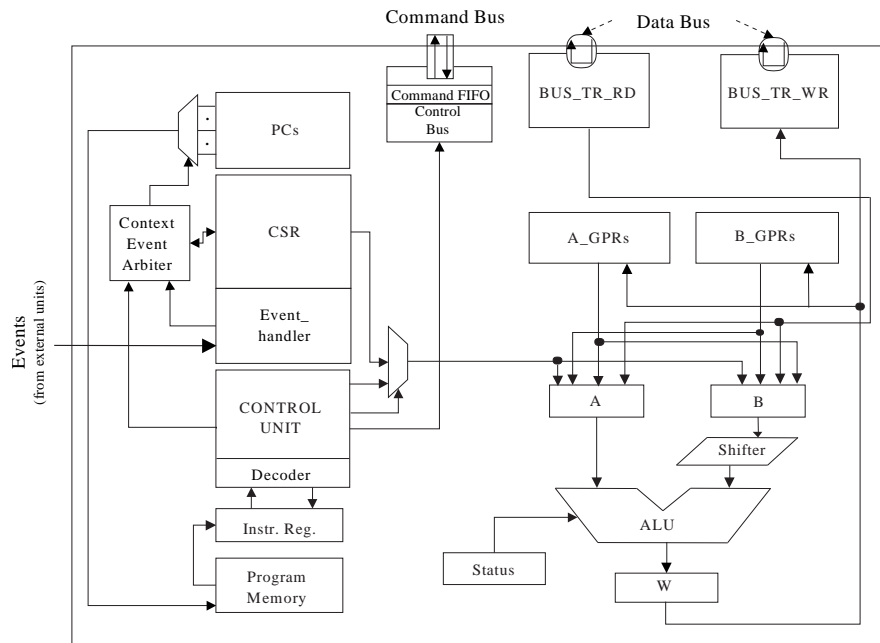 Command Bus
Data Bus
Command FIFO
Control
Bus
BUS_TR_RD
BUS_TR_WR
PCs
Context
Event
Arbiter
CSR
A_GPRs
B_GPRs
Event_
handler
Events
(from external units)
CONTROL
UNIT
A
B
Shifter
Decoder
Instr. Reg.
ALU
Status
Program
Memory
W